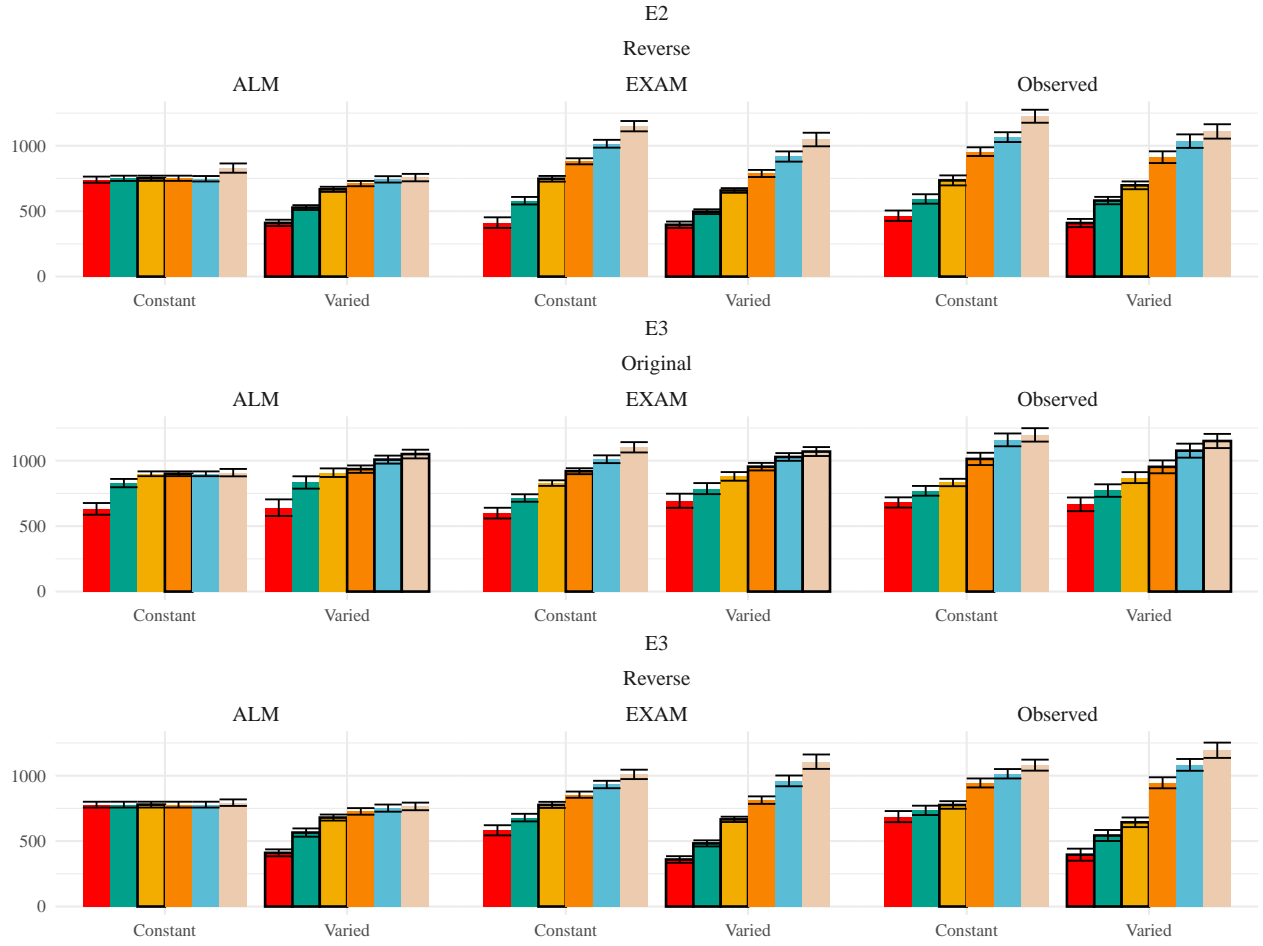 E2
Reverse
ALM EXAM Observed
1000
500
0
Constant Varied Constant Varied Constant Varied
E3
Original
ALM EXAM Observed
1000
500
0
Constant Varied Constant Varied Constant Varied
E3
Reverse
ALM EXAM Observed
1000
500
0
Constant Varied Constant Varied Constant Varied